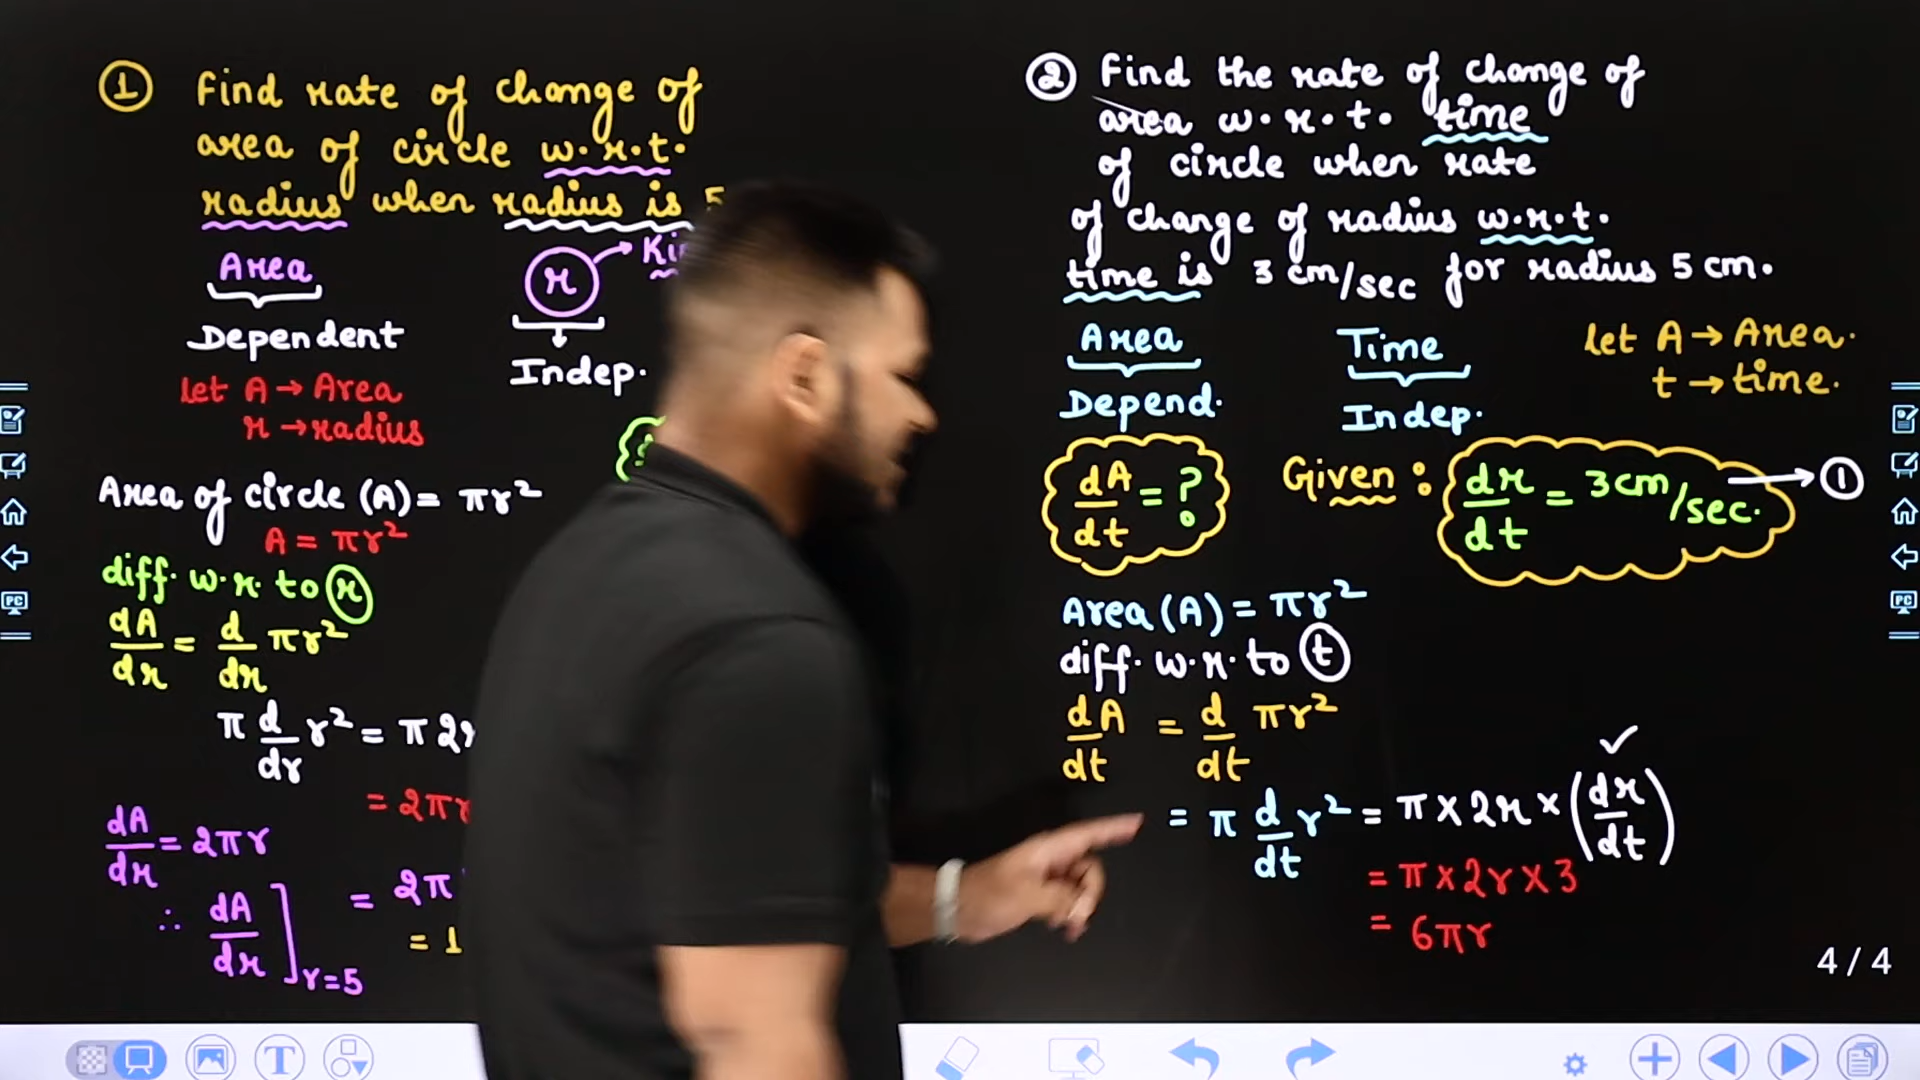 ① Find rate of change of
area of circle w.r.t.
radius when radius is 5
Area
r
Dependent
Indep.
let A → Area
r → radius
Area of circle (A) = πr²
A = πr²
diff. w.r. to r
dA/dr = d/dr πr²
π d/dr r² = π2r
= 2πr
dA/dr = 2πr
∴ dA/dr]r=5 = 2π
= 1
② Find the rate of change of
area w.r.t. time
of circle when rate
of change of radius w.r.t.
time is 3 cm/sec for radius 5 cm.
Area
Time
let A → Area.
t → time.
Depend.
Indep.
dA/dt = ?
Given : dr/dt = 3cm/sec. → ①
Area (A) = πr²
diff. w.r. to t
dA/dt = d/dt πr²
= π d/dt r² = π × 2r × (dr/dt) ✓
= π × 2r × 3
= 6πr
4 / 4
PC
PC
T